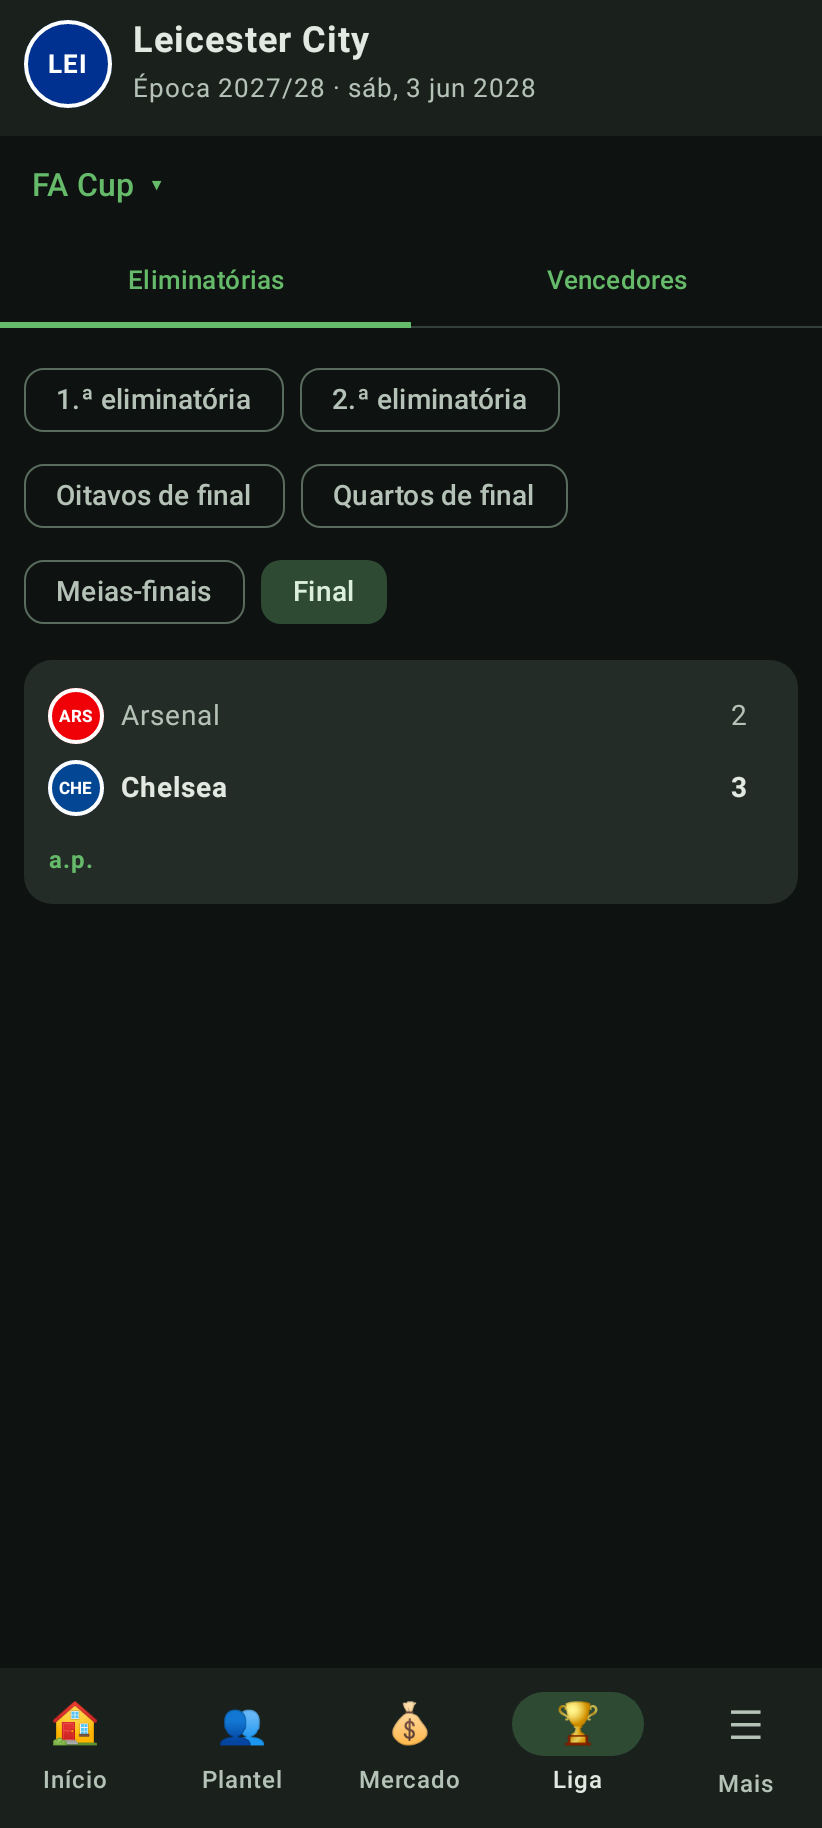 LEI
Leicester City
Época 2027/28 · sáb, 3 jun 2028
FA Cup ▼
Eliminatórias
Vencedores
1.ª eliminatória
2.ª eliminatória
Oitavos de final
Quartos de final
Meias-finais
Final
ARS Arsenal 2
CHE Chelsea 3
a.p.
Início
Plantel
Mercado
Liga
Mais